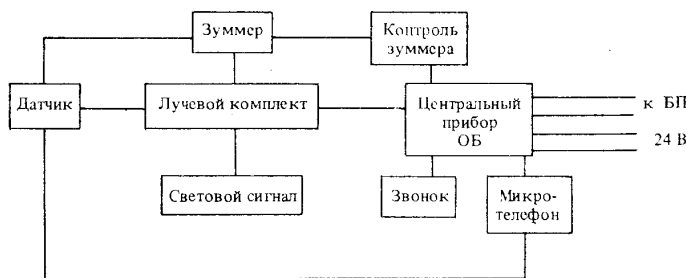 Зуммер
Контроль
зуммера
Датчик
Лучевой комплект
Центральный
прибор
ОБ
к БП
24 В
Световой сигнал
Звонок
Микро-
телефон